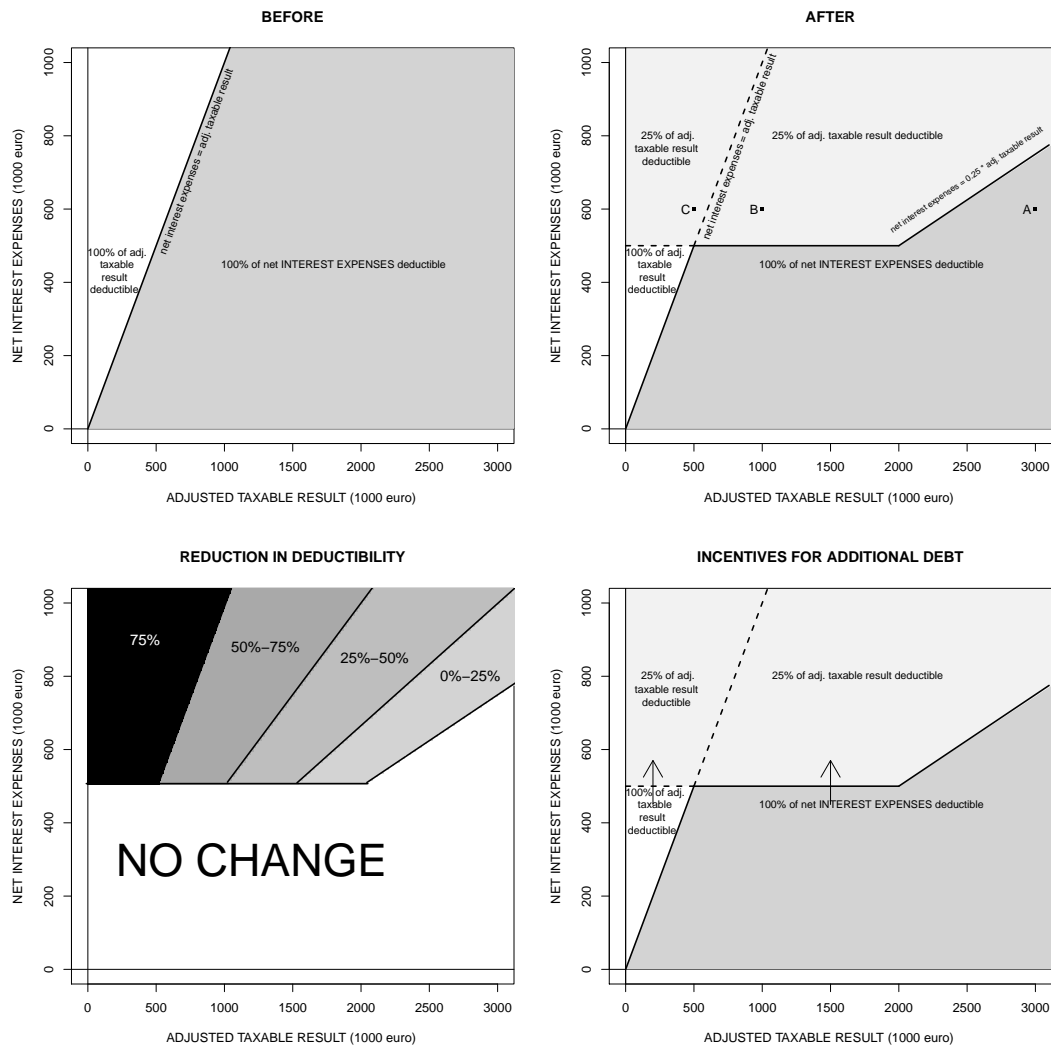 BEFORE
NET INTEREST EXPENSES (1000 euro)
0
200
400
600
800
1000
net interest expenses = adj. taxable result
100% of adj.
taxable
result
deductible
100% of net INTEREST EXPENSES deductible
0
500
1000
1500
2000
2500
3000
ADJUSTED TAXABLE RESULT (1000 euro)
AFTER
NET INTEREST EXPENSES (1000 euro)
0
200
400
600
800
1000
25% of adj.
taxable result
deductible
net interest expenses = adj. taxable result
25% of adj. taxable result deductible
net interest expenses = 0.25 * adj. taxable result
C
B
A
100% of adj.
taxable
result
deductible
100% of net INTEREST EXPENSES deductible
0
500
1000
1500
2000
2500
3000
ADJUSTED TAXABLE RESULT (1000 euro)
REDUCTION IN DEDUCTIBILITY
NET INTEREST EXPENSES (1000 euro)
0
200
400
600
800
1000
75%
50%−75%
25%−50%
0%−25%
NO CHANGE
0
500
1000
1500
2000
2500
3000
ADJUSTED TAXABLE RESULT (1000 euro)
INCENTIVES FOR ADDITIONAL DEBT
NET INTEREST EXPENSES (1000 euro)
0
200
400
600
800
1000
25% of adj.
taxable result
deductible
25% of adj. taxable result deductible
100% of adj.
taxable
result
deductible
100% of net INTEREST EXPENSES deductible
0
500
1000
1500
2000
2500
3000
ADJUSTED TAXABLE RESULT (1000 euro)